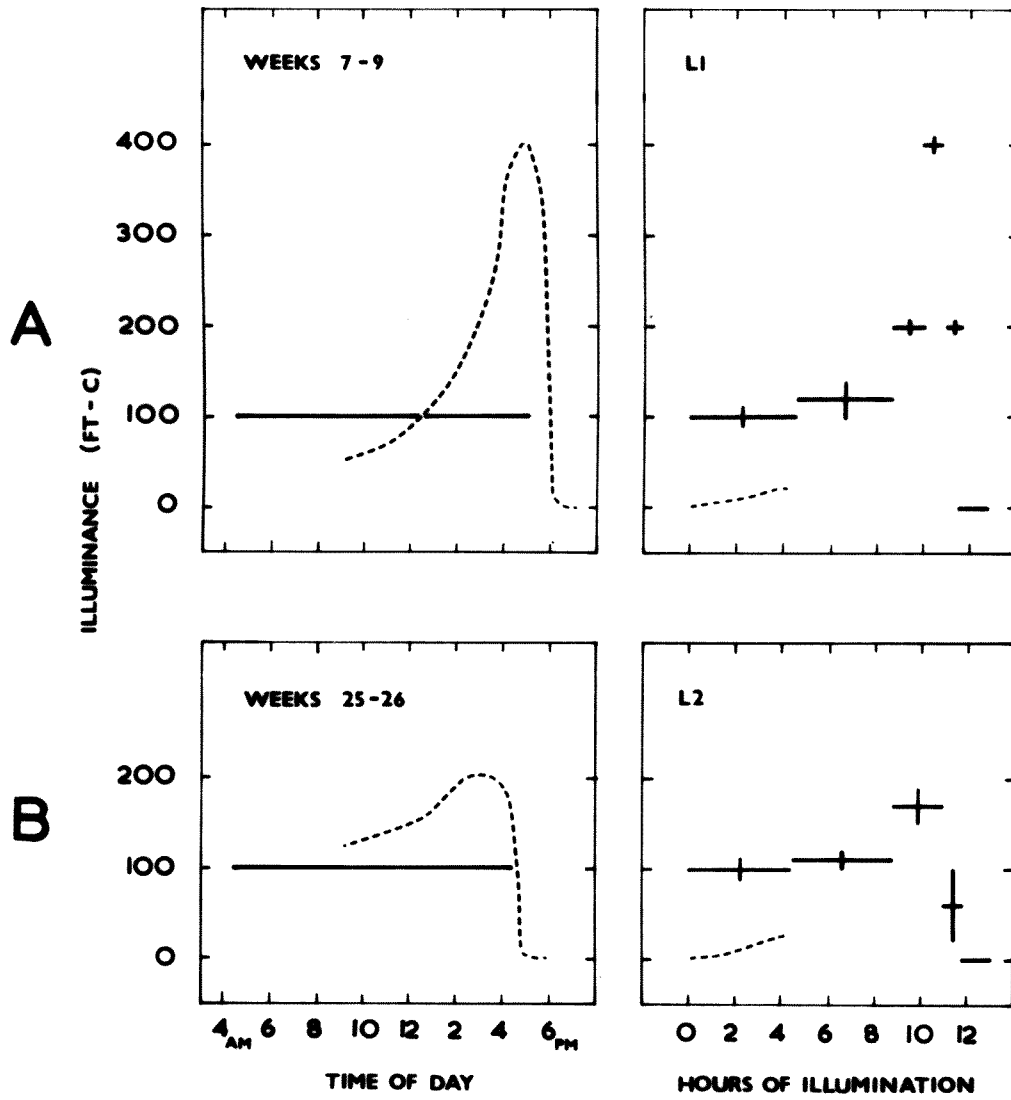 WEEKS 7-9
L1
A
ILLUMINANCE (FT-C)
400
300
200
100
0
WEEKS 25-26
L2
B
200
100
0
4AM 6 8 10 12 2 4 6PM
0 2 4 6 8 10 12
TIME OF DAY
HOURS OF ILLUMINATION